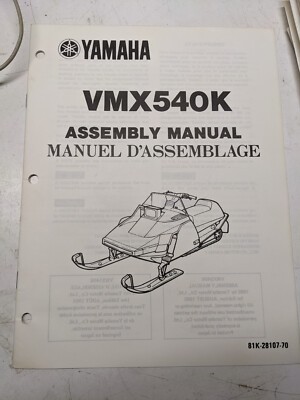 YAMAHA
VMX540K
ASSEMBLY MANUAL
MANUEL D'ASSEMBLAGE
81K-28107-70